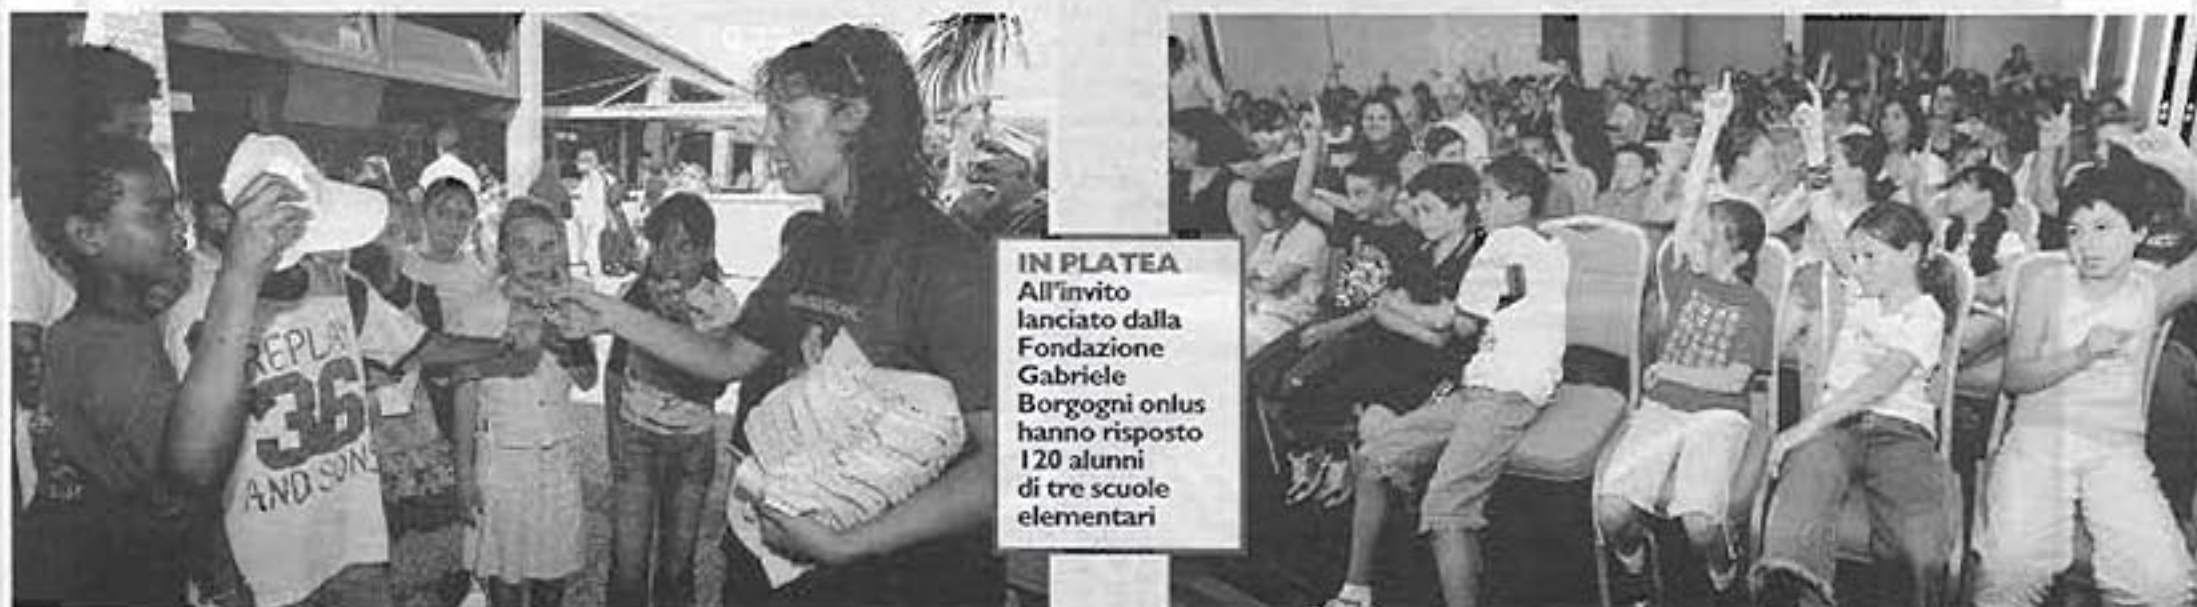 REPLAY
36
AND SONS
IN PLATEA
All'invito
lanciato dalla
Fondazione
Gabriele
Borgogni onlus
hanno risposto
120 alunni
di tre scuole
elementari